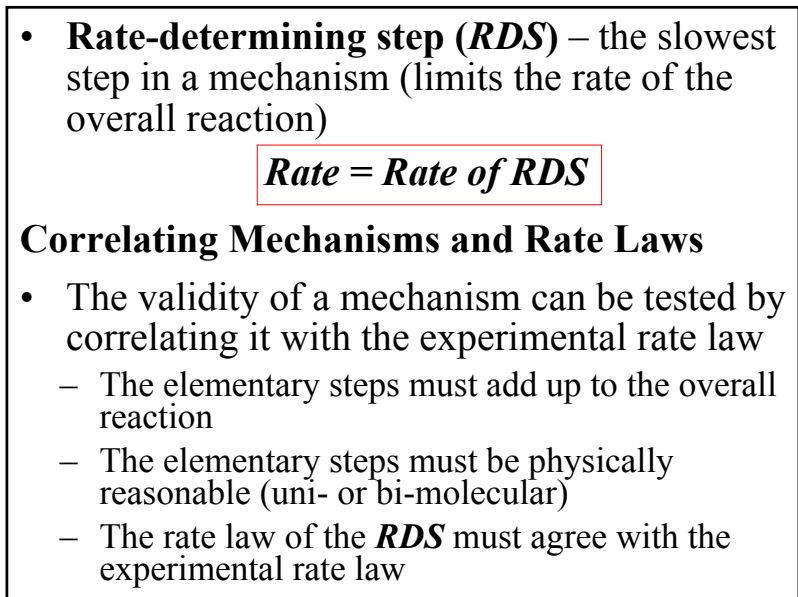 • Rate-determining step (RDS) – the slowest
step in a mechanism (limits the rate of the
overall reaction)
Rate = Rate of RDS
Correlating Mechanisms and Rate Laws
• The validity of a mechanism can be tested by
correlating it with the experimental rate law
– The elementary steps must add up to the overall
reaction
– The elementary steps must be physically
reasonable (uni- or bi-molecular)
– The rate law of the RDS must agree with the
experimental rate law